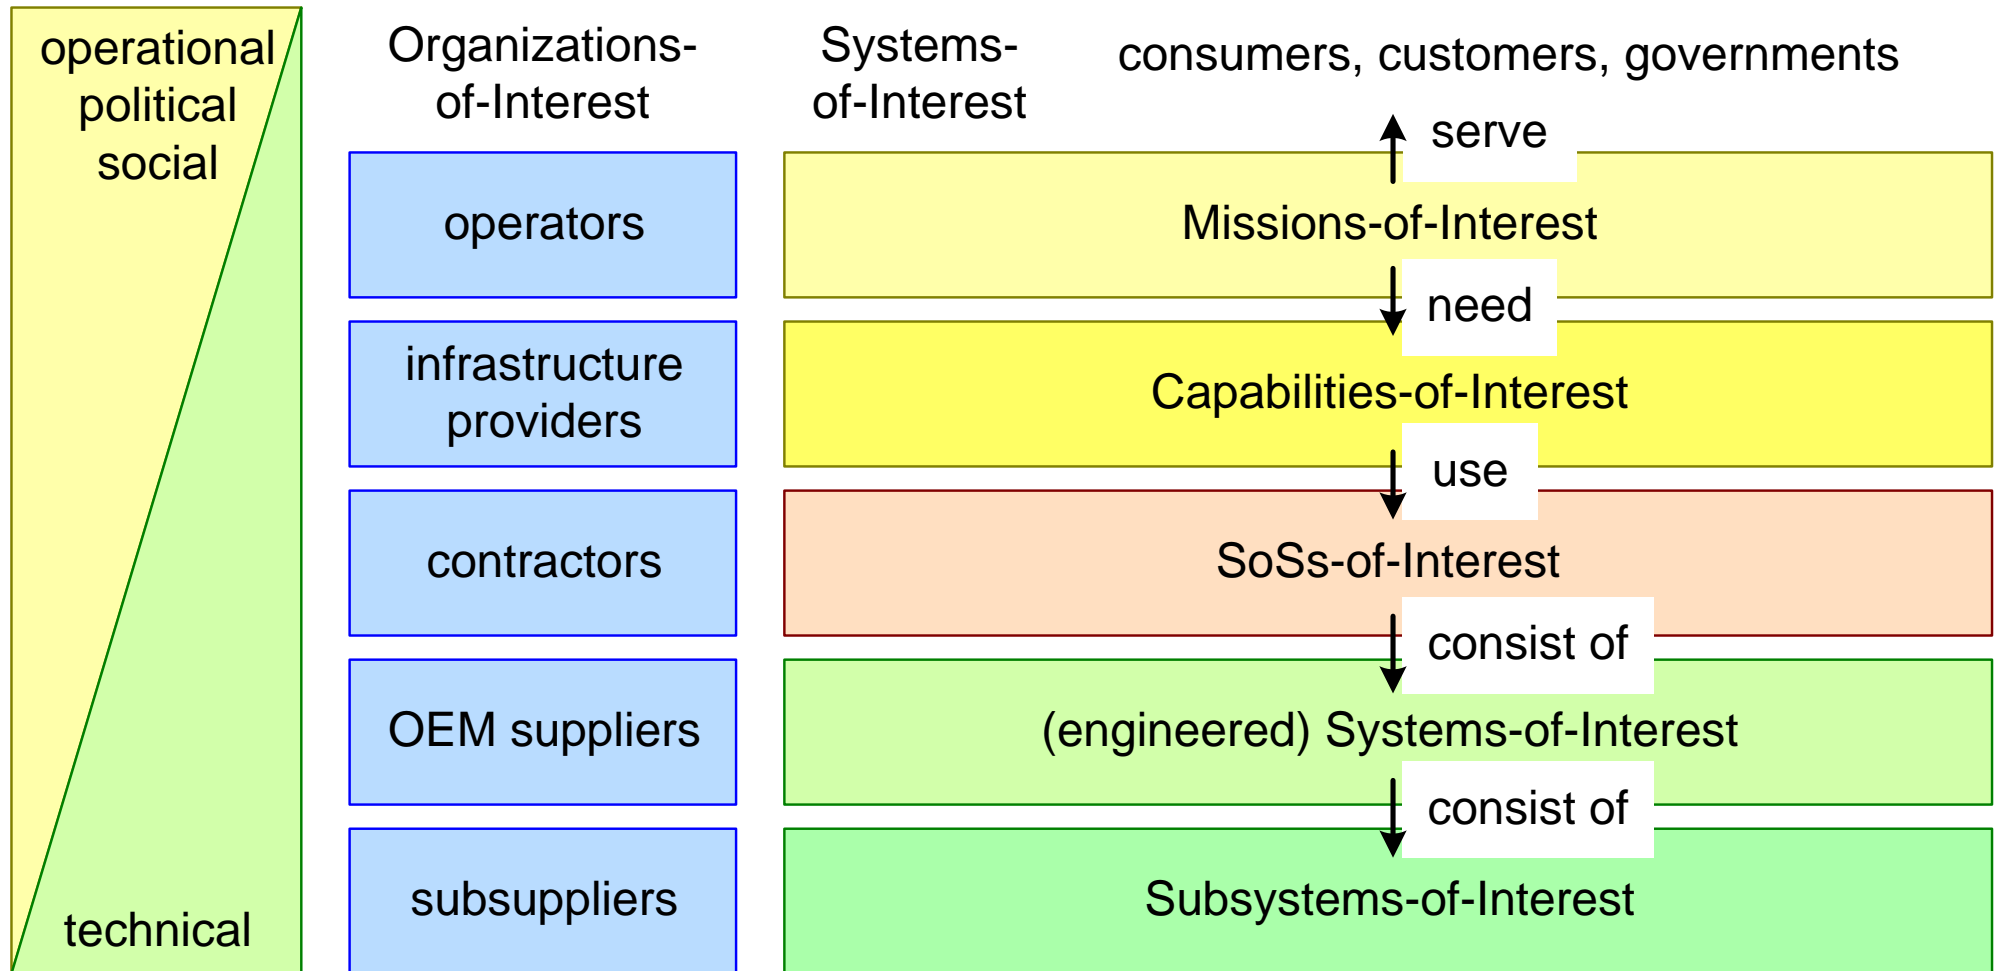 operational
political
social
technical
Organizations-
of-Interest
operators
infrastructure
providers
contractors
OEM suppliers
subsuppliers
Systems-
of-Interest
consumers, customers, governments
serve
Missions-of-Interest
need
Capabilities-of-Interest
use
SoSs-of-Interest
consist of
(engineered) Systems-of-Interest
consist of
Subsystems-of-Interest